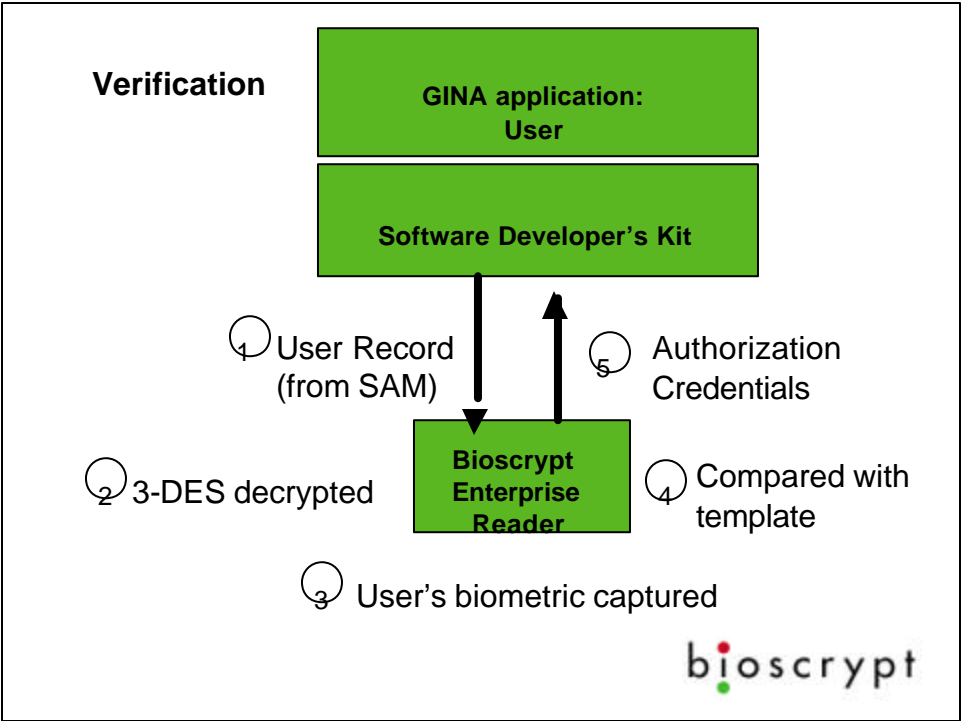 Verification
GINA application:
User
Software Developer's Kit
1 User Record
(from SAM)
5 Authorization
Credentials
2 3-DES decrypted
Bioscrypt
Enterprise
Reader
4 Compared with
template
3 User's biometric captured
bioscrypt